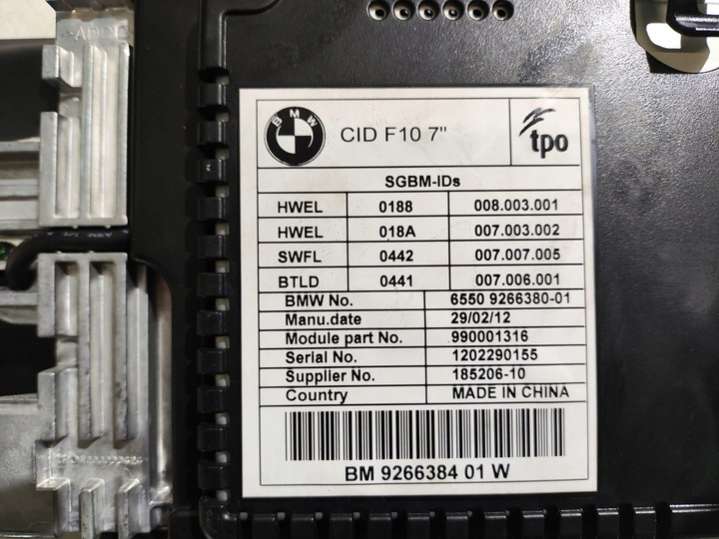 BMW
CID F10 7"
tpo
SGBM-IDs
HWEL 0188 008.003.001
HWEL 018A 007.003.002
SWFL 0442 007.007.005
BTLD 0441 007.006.001
BMW No. 6550 9266380-01
Manu.date 29/02/12
Module part No. 990001316
Serial No. 1202290155
Supplier No. 185206-10
Country MADE IN CHINA
BM 9266384 01 W